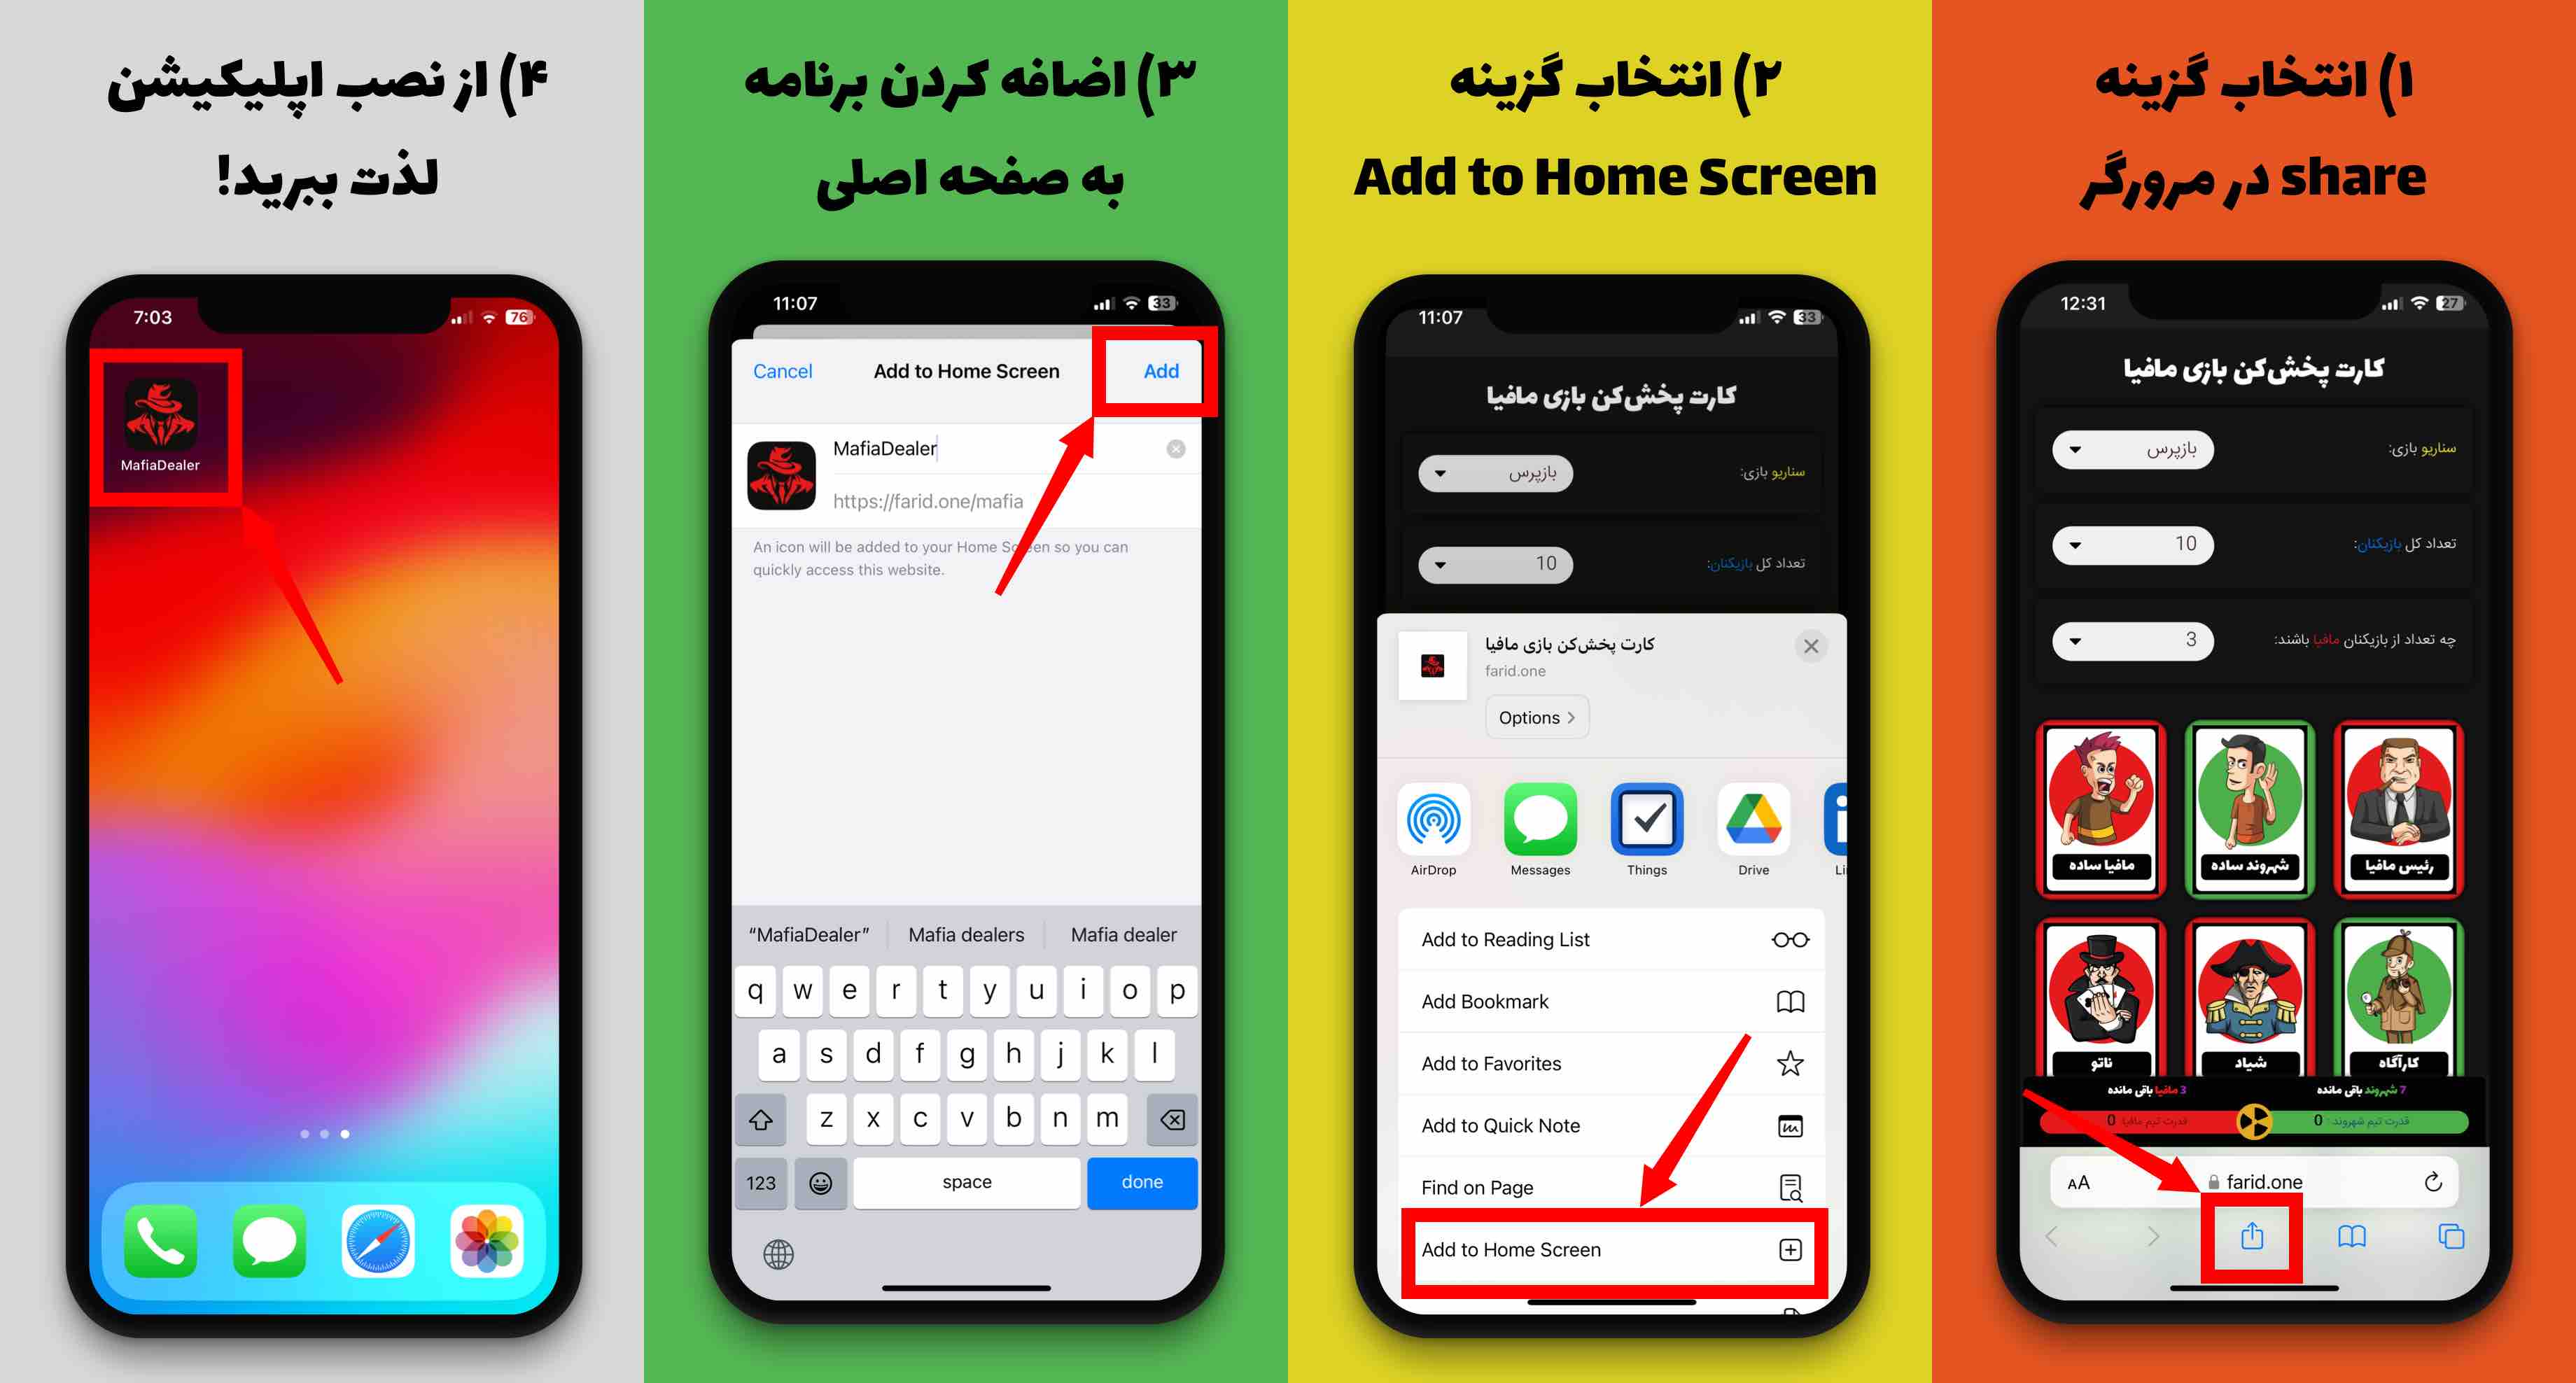 ۱) انتخاب گزینه
share در مرورگر
12:31
27
کارت پخش‌کن بازی مافیا
سناریو بازی:
بازپرس
تعداد کل بازیکنان:
10
چه تعداد از بازیکنان مافیا باشند:
3
رئیس مافیا
شهروند ساده
مافیا ساده
کارآگاه
شیاد
ناتو
7 شهروند باقی مانده
3 مافیا باقی مانده
قدرت تیم شهروند : 0
قدرت تیم مافیا : 0
AA
farid.one
۲) انتخاب گزینه
Add to Home Screen
11:07
33
کارت پخش‌کن بازی مافیا
سناریو بازی:
بازپرس
تعداد کل بازیکنان:
10
کارت پخش‌کن بازی مافیا
farid.one
Options
AirDrop
Messages
Things
Drive
Li
Add to Reading List
Add Bookmark
Add to Favorites
Add to Quick Note
Find on Page
Add to Home Screen
۳) اضافه کردن برنامه
به صفحه اصلی
11:07
33
Cancel
Add to Home Screen
Add
MafiaDealer
https://farid.one/mafia
An icon will be added to your Home Screen so you can
quickly access this website.
“MafiaDealer”
Mafia dealers
Mafia dealer
q w e r t y u i o p
a s d f g h j k l
z x c v b n m
123
space
done
۴) از نصب اپلیکیشن
لذت ببرید!
7:03
76
MafiaDealer